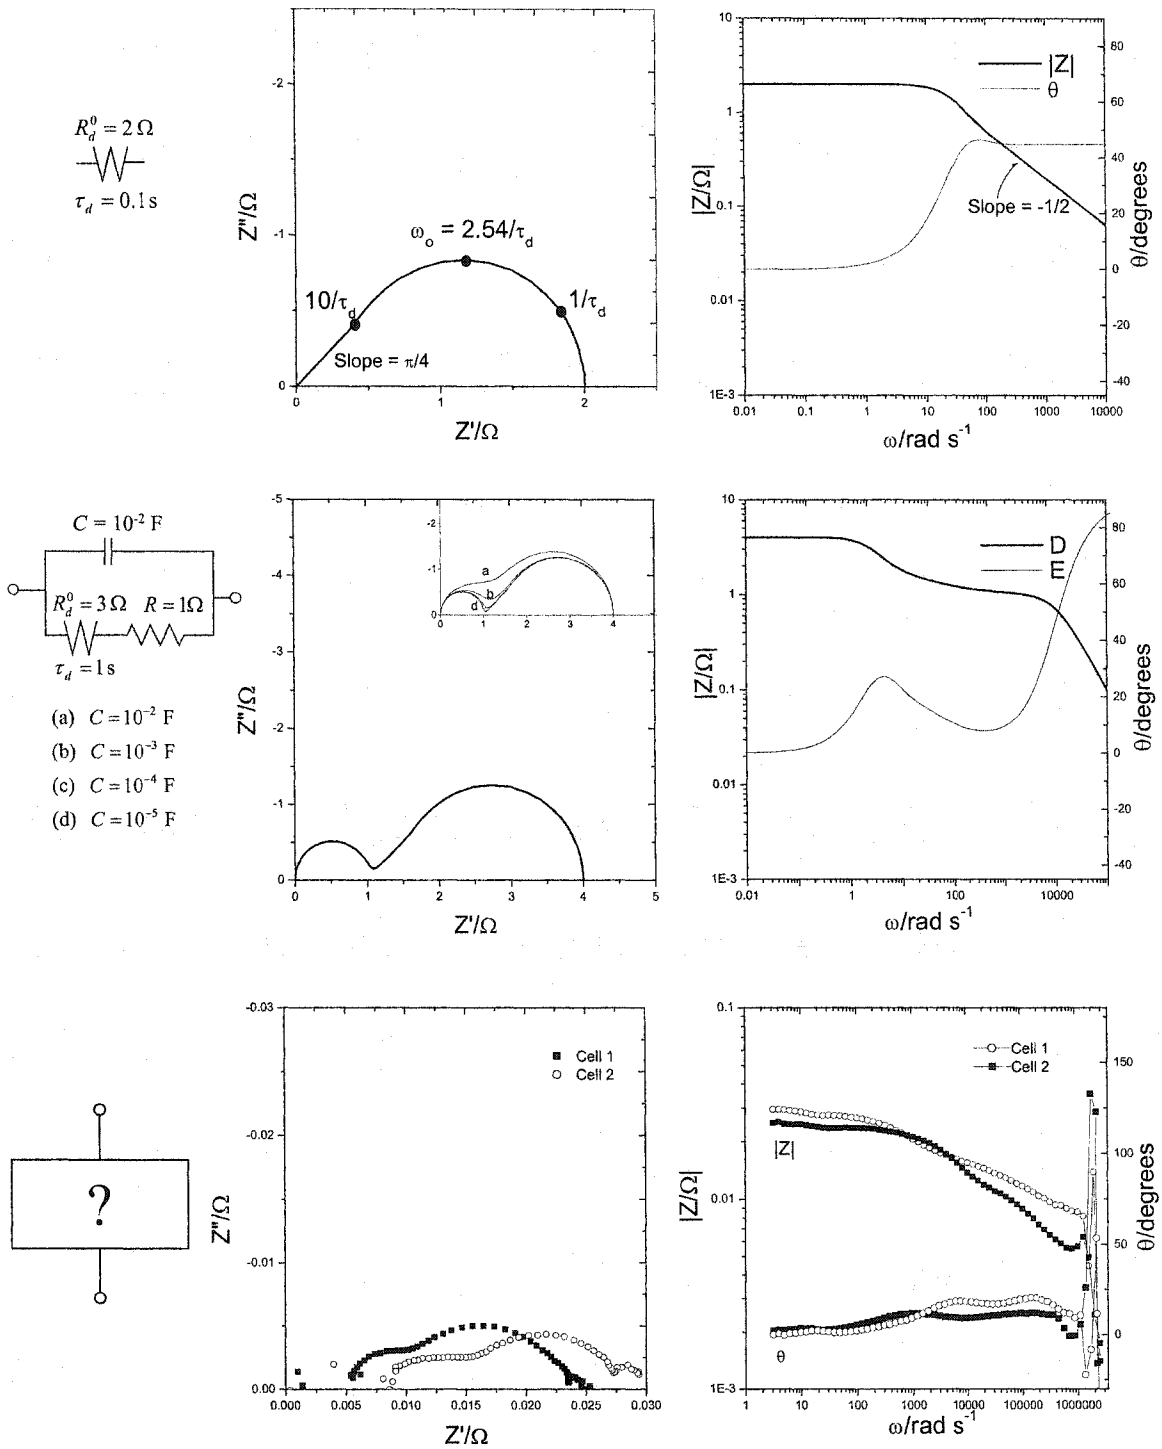 R_d^0 = 2 Ω
τ_d = 0.1 s
Z''/Ω
-2
-1
0
ω_o = 2.54/τ_d
10/τ_d
1/τ_d
Slope = π/4
0 1 2
Z'/Ω
|Z/Ω|
10
1
0.1
0.01
1E-3
|Z|
θ
Slope = -1/2
80
60
40
20
0
-20
-40
θ/degrees
0.01 0.1 1 10 100 1000 10000
ω/rad s^-1
C = 10^-2 F
R_d^0 = 3 Ω R = 1Ω
τ_d = 1 s
(a) C = 10^-2 F
(b) C = 10^-3 F
(c) C = 10^-4 F
(d) C = 10^-5 F
Z''/Ω
-5
-4
-3
-2
-1
0
-2
-1
0
a
b
d
0 1 2 3 4
0 1 2 3 4 5
Z'/Ω
|Z/Ω|
10
1
0.1
0.01
1E-3
D
E
80
60
40
20
0
-20
-40
θ/degrees
0.01 1 100 10000
ω/rad s^-1
?
Z''/Ω
-0.03
-0.02
-0.01
0.00
Cell 1
Cell 2
0.000 0.005 0.010 0.015 0.020 0.025 0.030
Z'/Ω
|Z/Ω|
0.1
0.01
1E-3
Cell 1
Cell 2
|Z|
θ
150
100
50
0
θ/degrees
1 10 100 1000 10000 100000 1000000
ω/rad s^-1